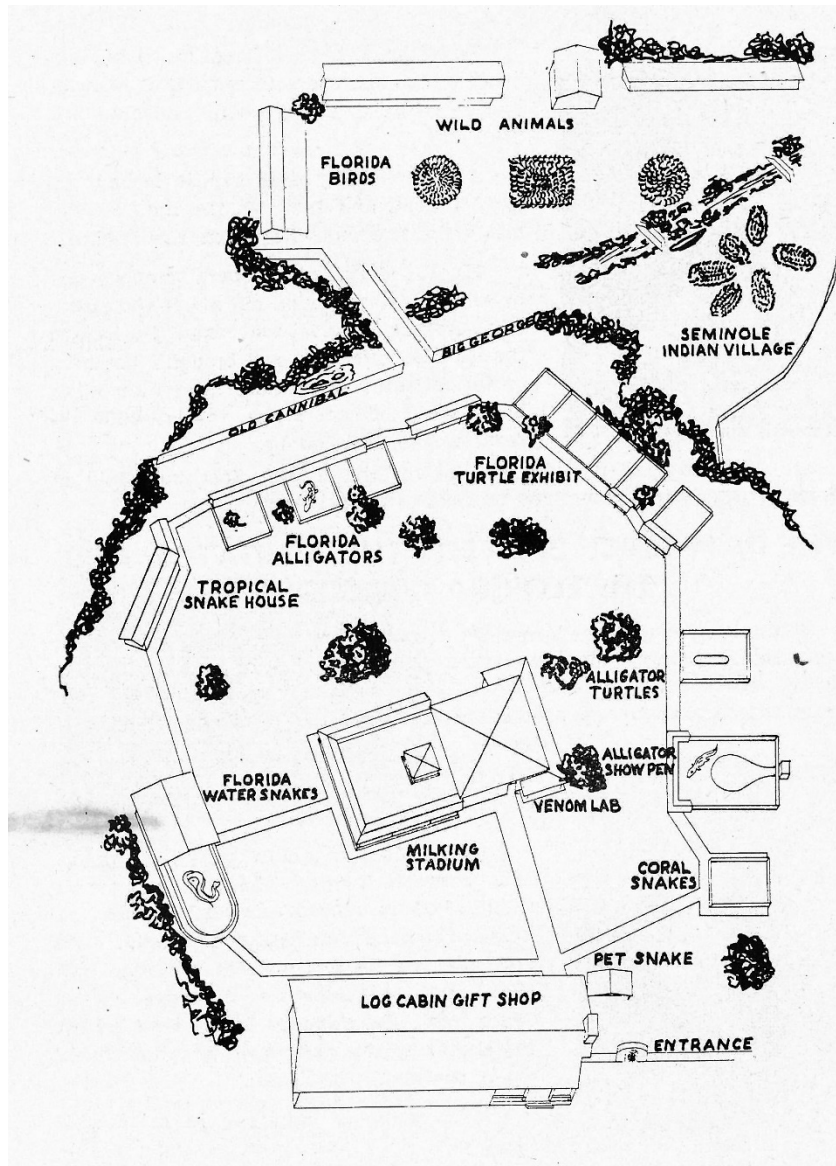 WILD ANIMALS
FLORIDA
BIRDS
SEMINOLE
INDIAN VILLAGE
BIG GEORGE
OLD CANNIBAL
FLORIDA
TURTLE EXHIBIT
FLORIDA
ALLIGATORS
TROPICAL
SNAKE HOUSE
ALLIGATOR
TURTLES
FLORIDA
WATER SNAKES
ALLIGATOR
SHOW PEN
VENOM LAB
MILKING
STADIUM
CORAL
SNAKES
PET SNAKE
LOG CABIN GIFT SHOP
ENTRANCE